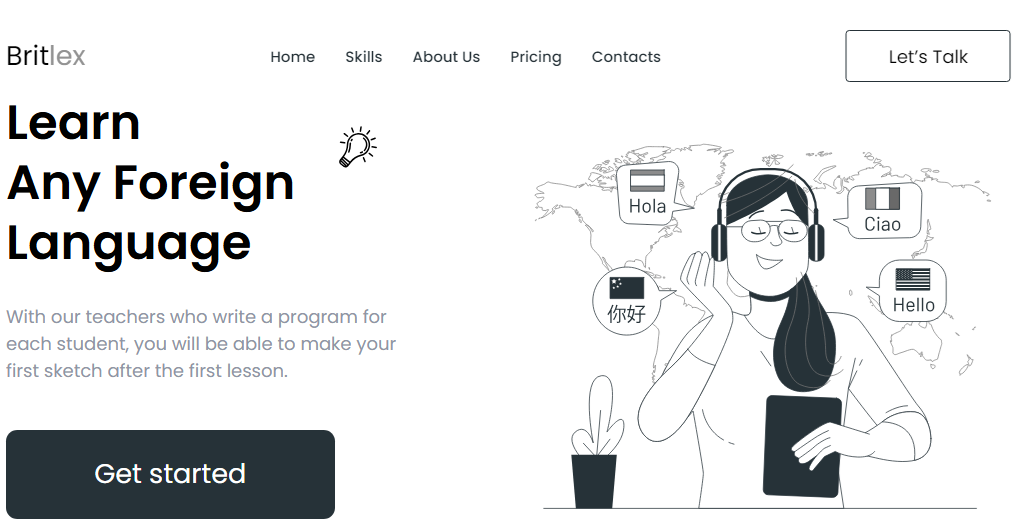 Britlex
Home Skills About Us Pricing Contacts
Let’s Talk
Learn
Any Foreign
Language
With our teachers who write a program for
each student, you will be able to make your
first sketch after the first lesson.
Get started
Hola
Ciao
你好
Hello